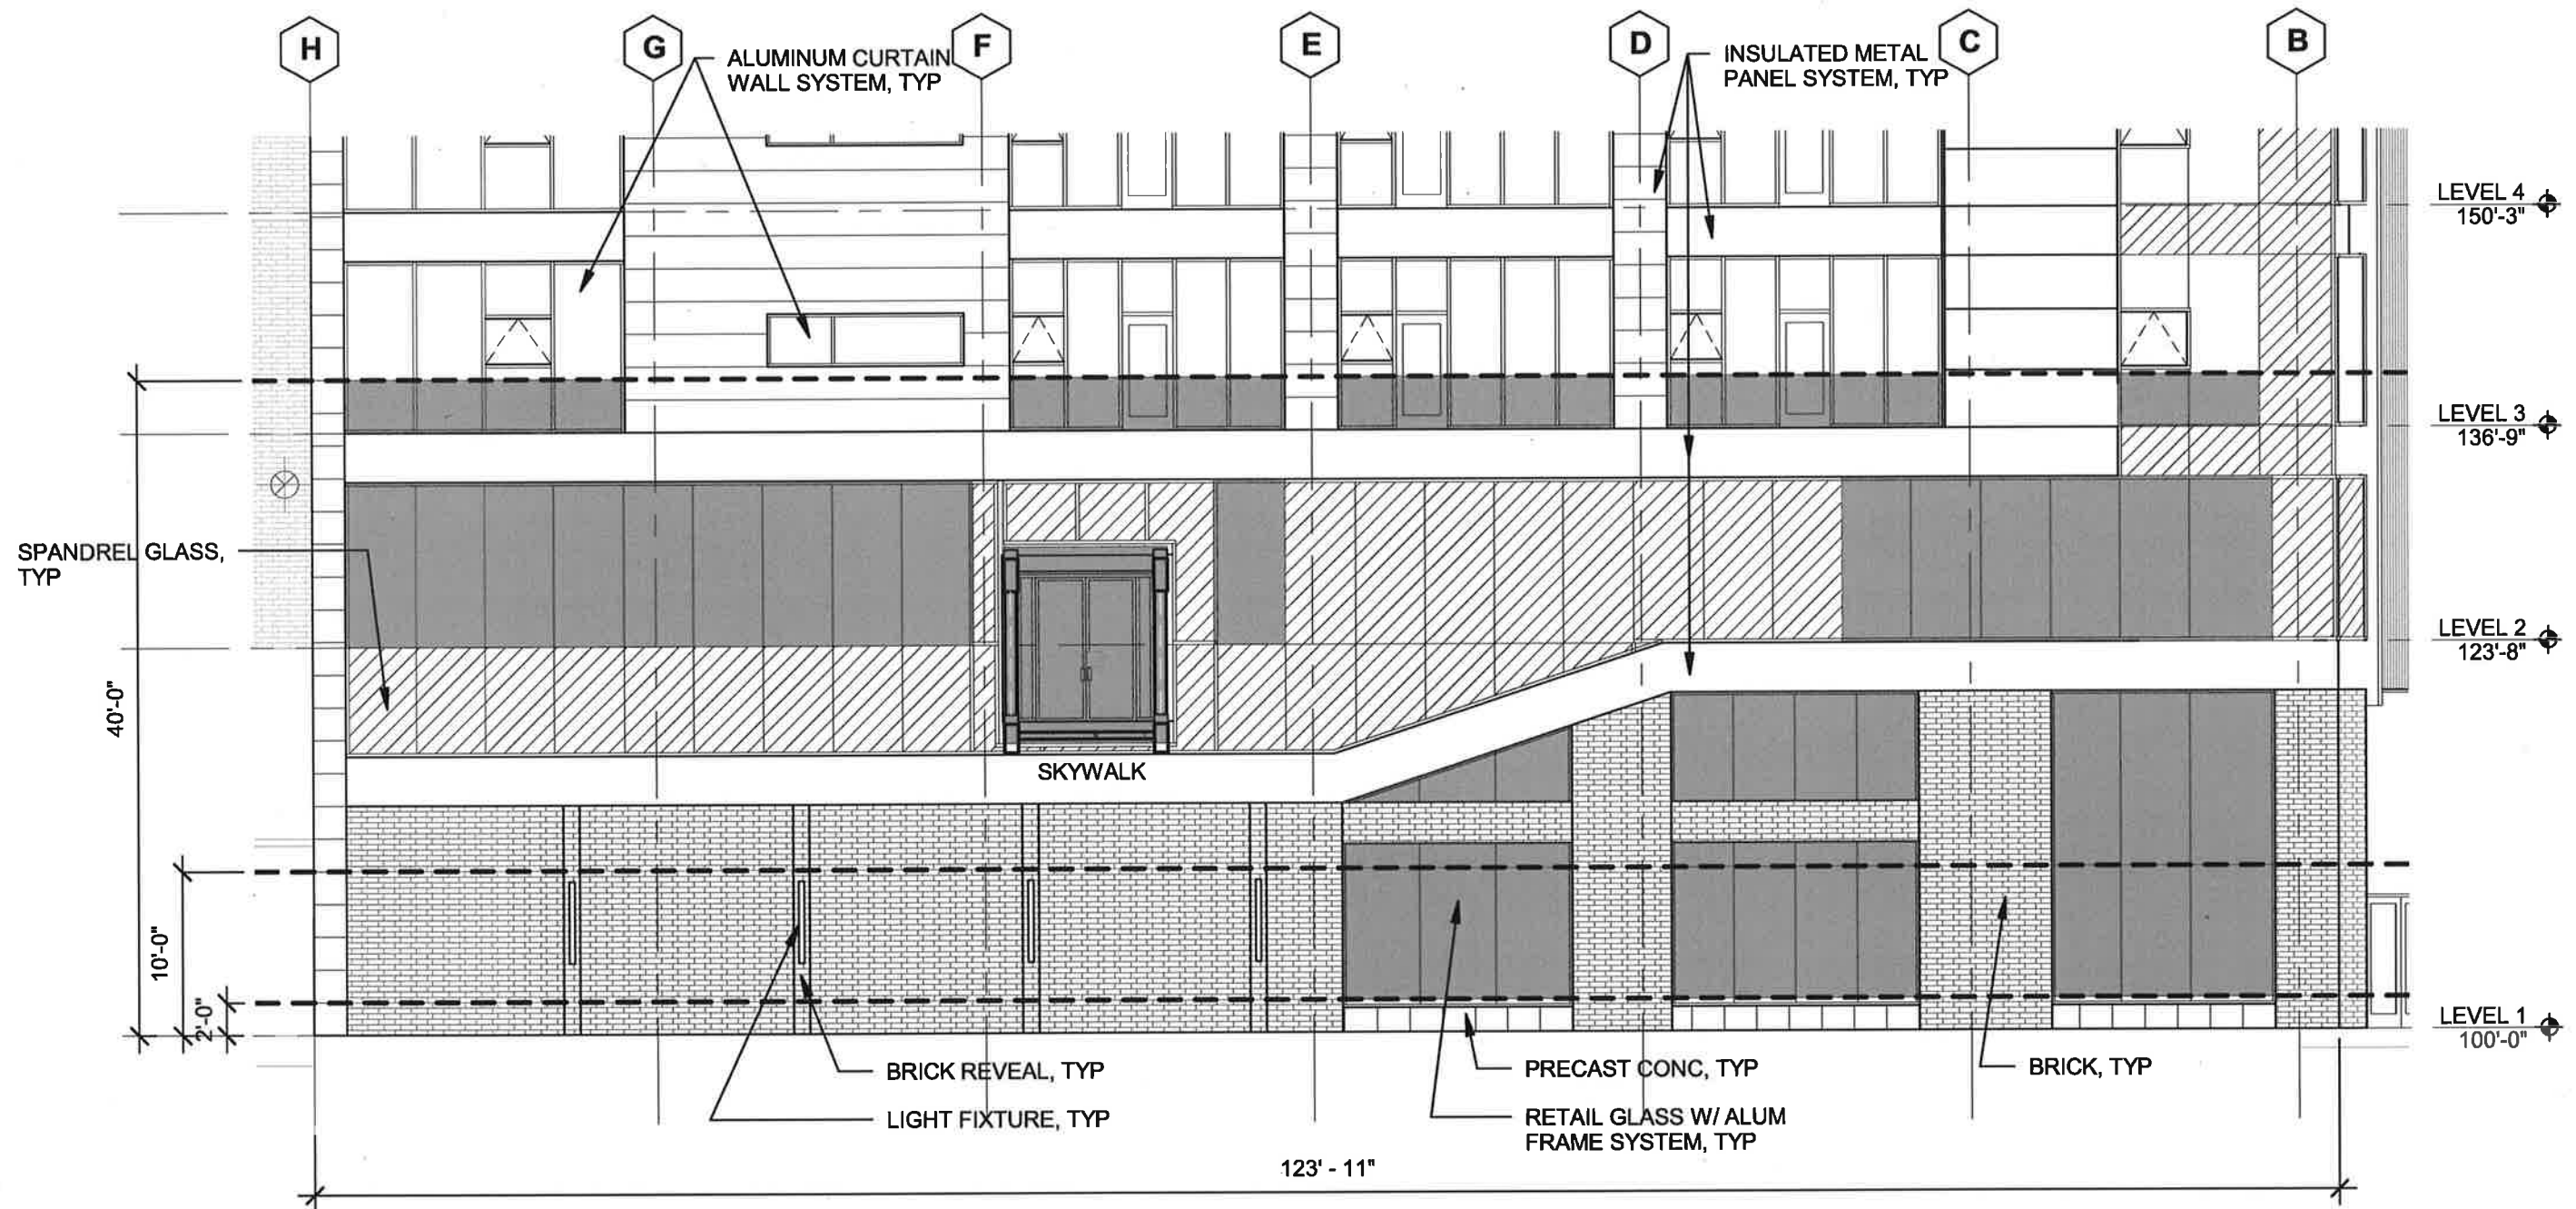 H
G
F
E
D
C
B
ALUMINUM CURTAIN
WALL SYSTEM, TYP
INSULATED METAL
PANEL SYSTEM, TYP
LEVEL 4
150'-3"
LEVEL 3
136'-9"
SPANDREL GLASS,
TYP
LEVEL 2
123'-8"
40'-0"
SKYWALK
10'-0"
2'-0"
LEVEL 1
100'-0"
BRICK REVEAL, TYP
LIGHT FIXTURE, TYP
PRECAST CONC, TYP
BRICK, TYP
RETAIL GLASS W/ ALUM
FRAME SYSTEM, TYP
123' - 11"